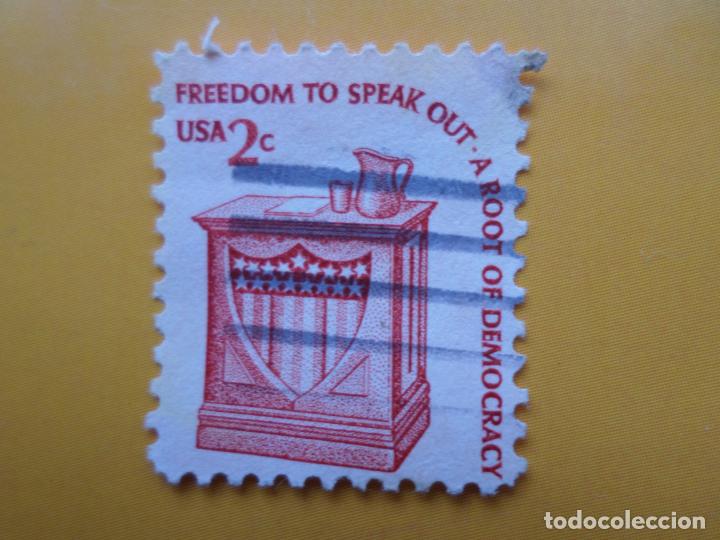 FREEDOM TO SPEAK OUT · A ROOT OF DEMOCRACY
USA 2c
todocoleccion